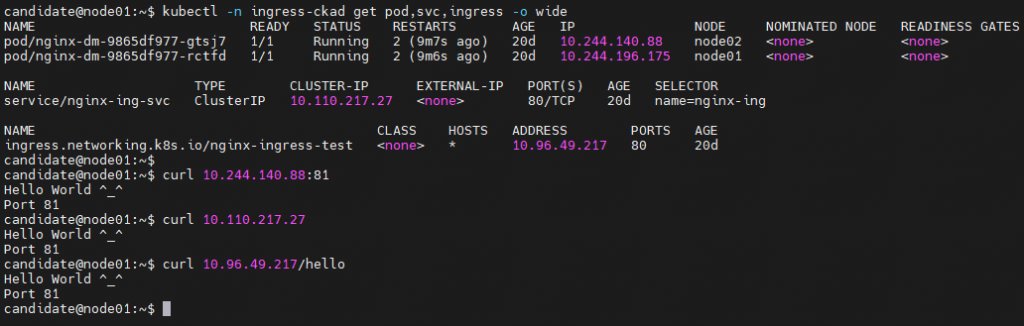 candidate@node01:~$ kubectl -n ingress-ckad get pod,svc,ingress -o wide
NAME READY STATUS RESTARTS AGE IP NODE NOMINATED NODE READINESS GATES
pod/nginx-dm-9865df977-gtsj7 1/1 Running 2 (9m7s ago) 20d 10.244.140.88 node02 <none> <none>
pod/nginx-dm-9865df977-rctfd 1/1 Running 2 (9m6s ago) 20d 10.244.196.175 node01 <none> <none>
NAME TYPE CLUSTER-IP EXTERNAL-IP PORT(S) AGE SELECTOR
service/nginx-ing-svc ClusterIP 10.110.217.27 <none> 80/TCP 20d name=nginx-ing
NAME CLASS HOSTS ADDRESS PORTS AGE
ingress.networking.k8s.io/nginx-ingress-test <none> * 10.96.49.217 80 20d
candidate@node01:~$
candidate@node01:~$ curl 10.244.140.88:81
Hello World ^_^
Port 81
candidate@node01:~$ curl 10.110.217.27
Hello World ^_^
Port 81
candidate@node01:~$ curl 10.96.49.217/hello
Hello World ^_^
Port 81
candidate@node01:~$